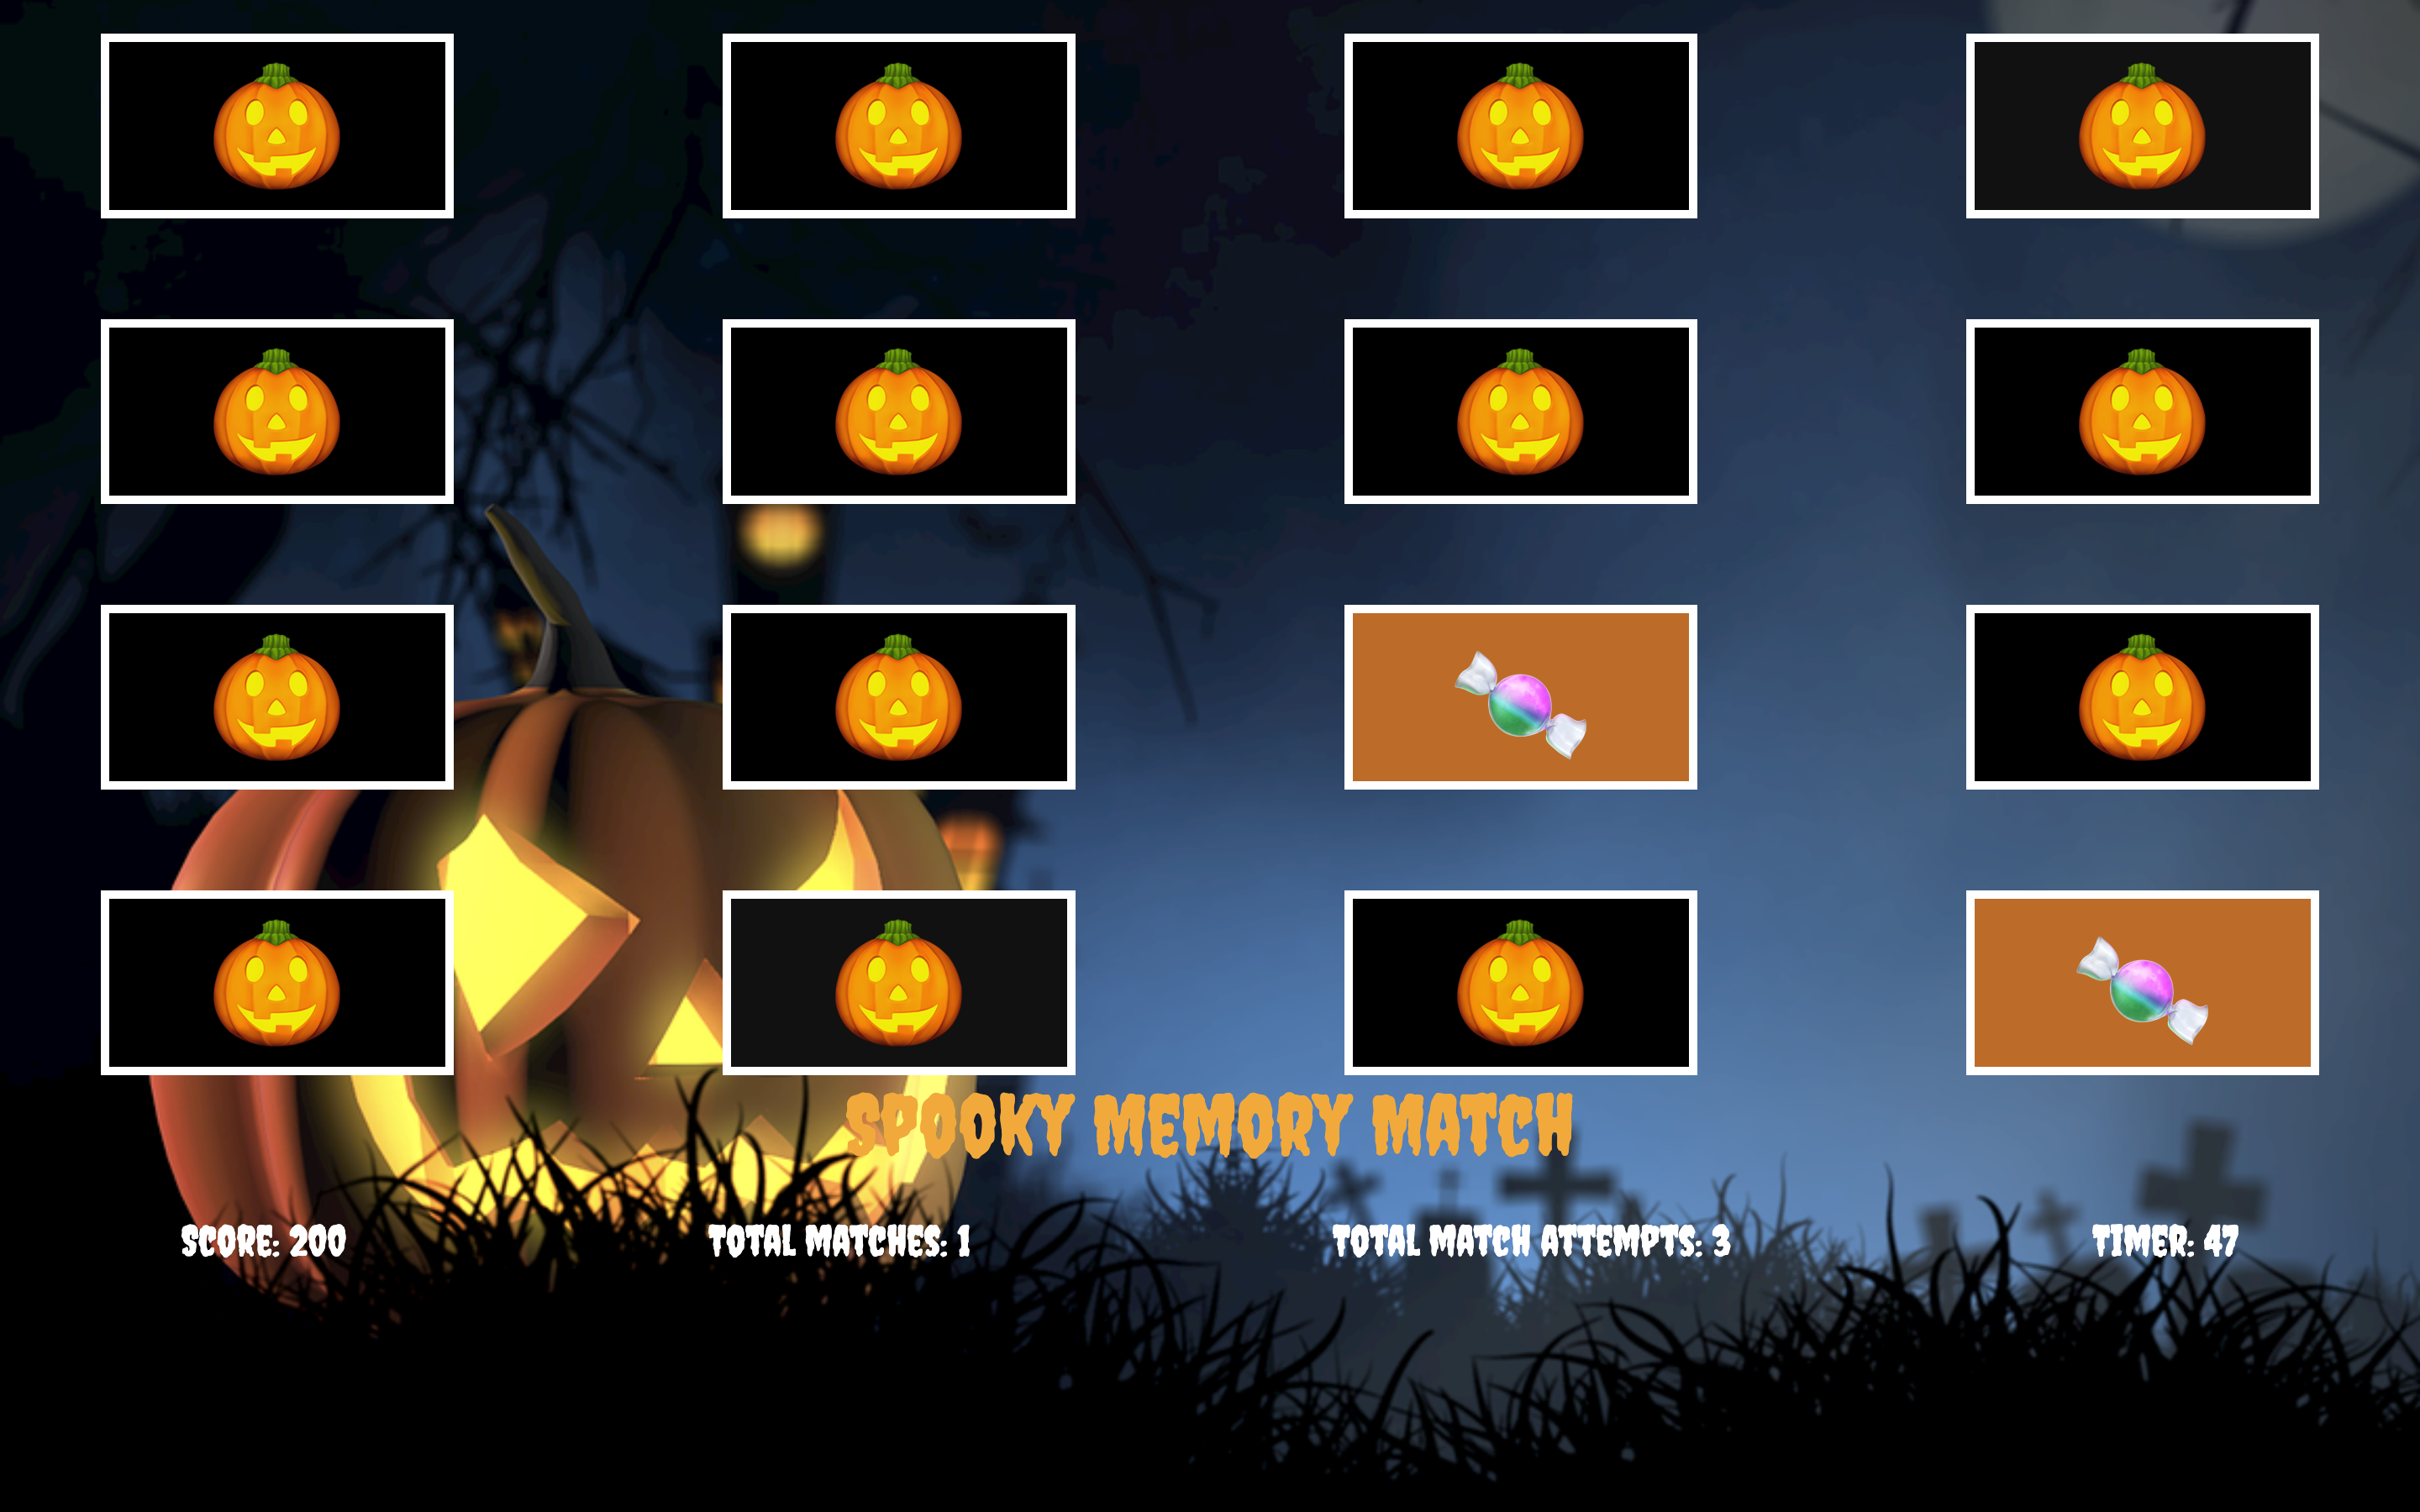 SPOOKY MEMORY MATCH
SCORE: 200
TOTAL MATCHES: 1
TOTAL MATCH ATTEMPTS: 3
TIMER: 47